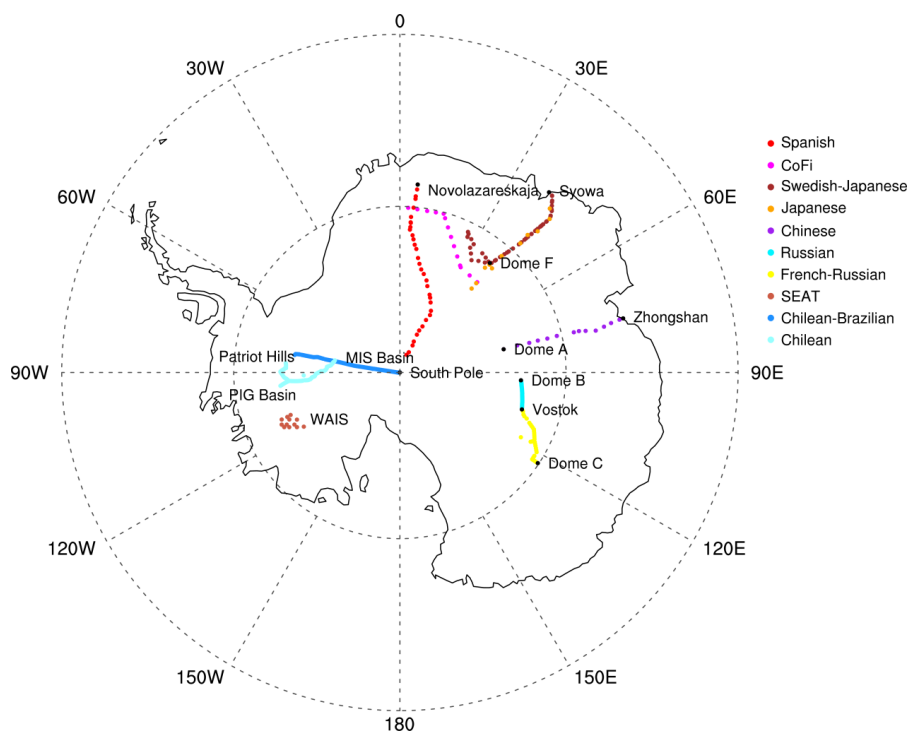 0
30W
30E
60W
60E
Novolazareskaja
Syowa
Dome F
Zhongshan
Patriot Hills
MIS Basin
Dome A
90W
South Pole
90E
PIG Basin
Dome B
WAIS
Vostok
Dome C
120W
120E
150W
150E
180
Spanish
CoFi
Swedish-Japanese
Japanese
Chinese
Russian
French-Russian
SEAT
Chilean-Brazilian
Chilean